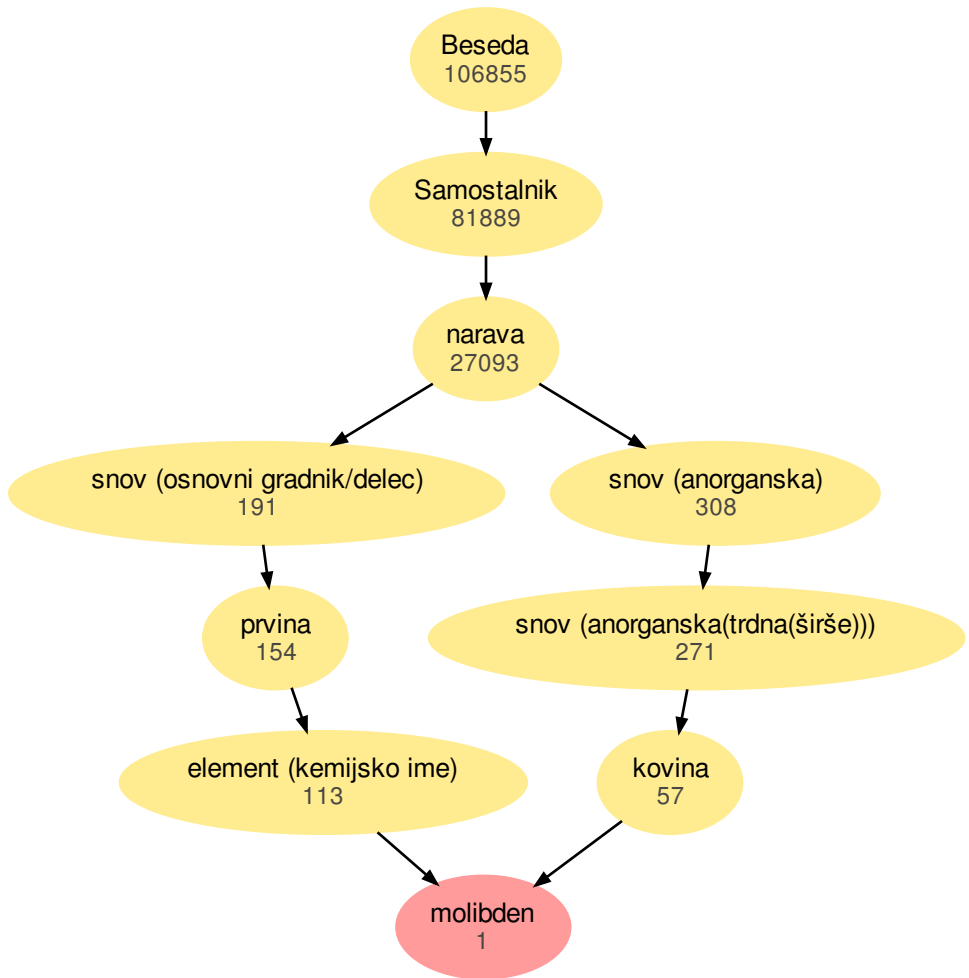 Beseda
106855
Samostalnik
81889
narava
27093
snov (osnovni gradnik/delec)
191
snov (anorganska)
308
prvina
154
snov (anorganska(trdna(širše)))
271
element (kemijsko ime)
113
kovina
57
molibden
1